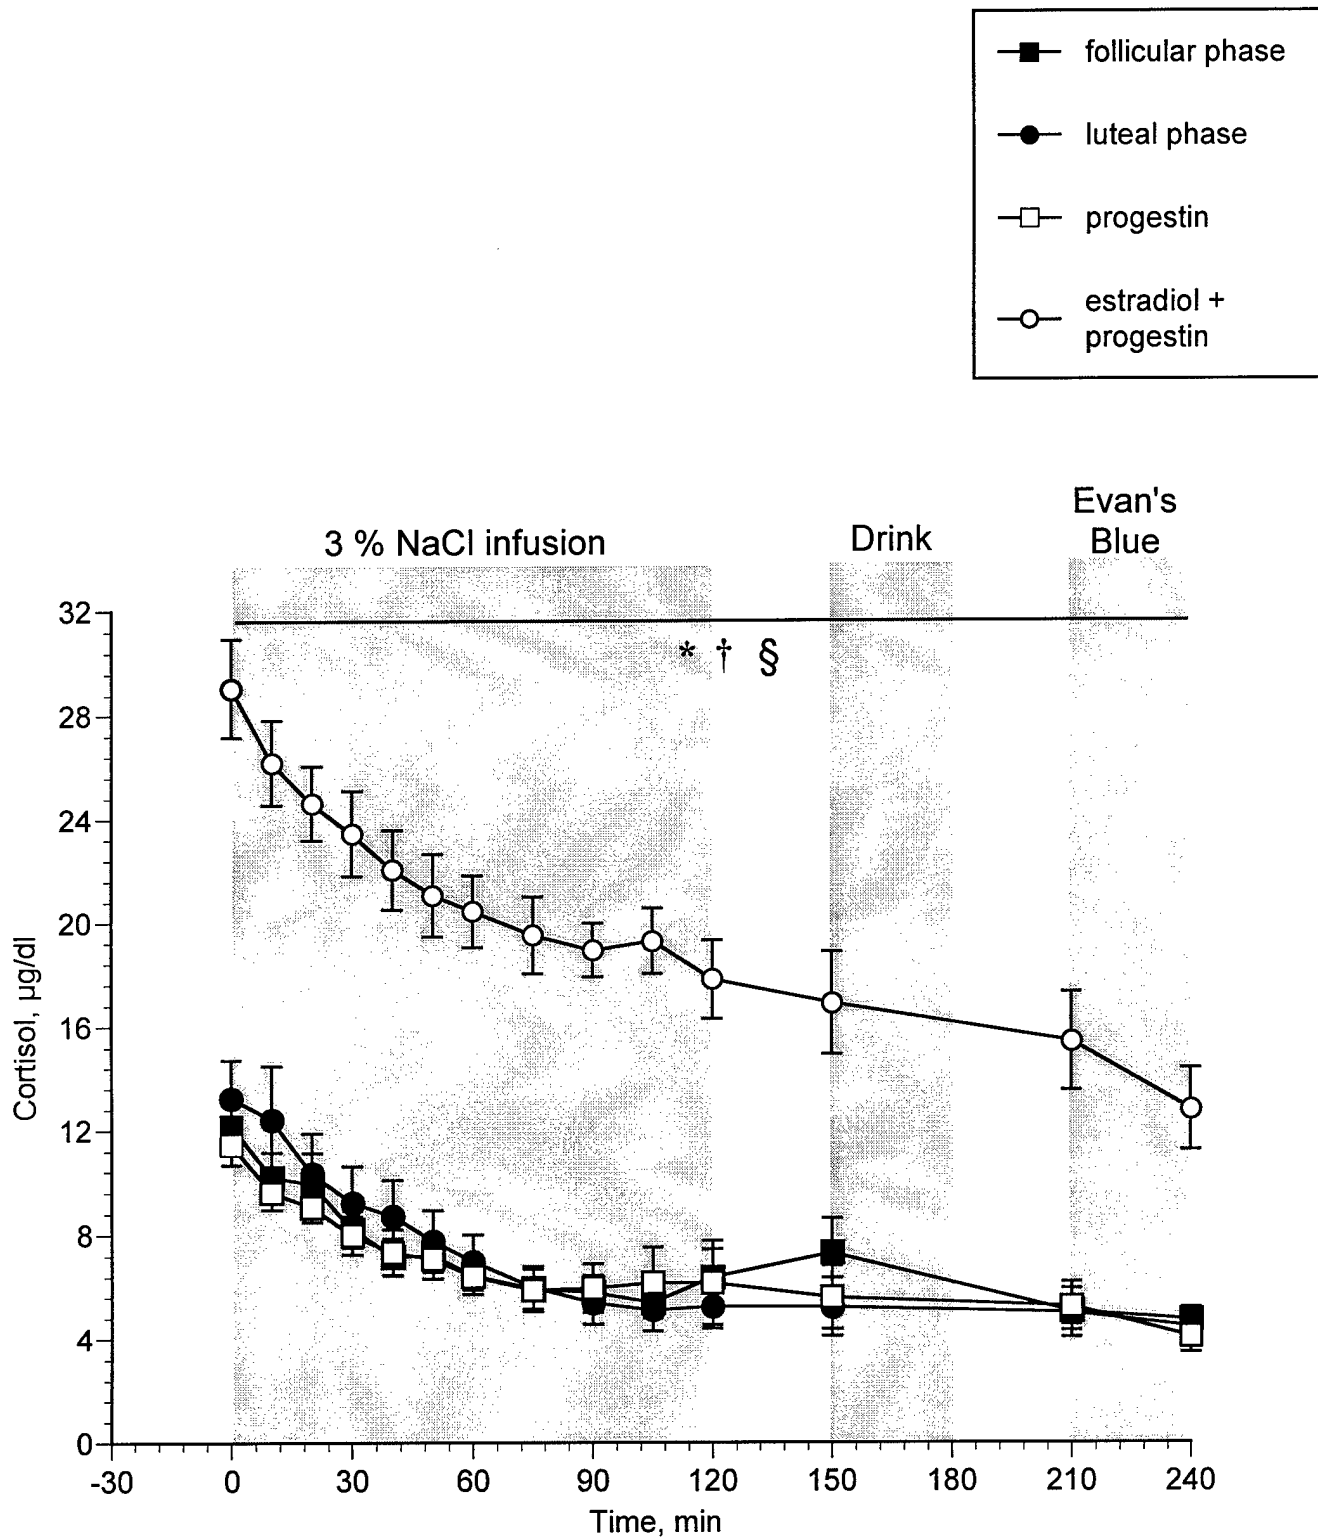 follicular phase
luteal phase
progestin
estradiol +
progestin
Evan's
3 % NaCl infusion Drink Blue
32
* † §
28
24
20
16
12
8
4
0
Cortisol, µg/dl
-30 0 30 60 90 120 150 180 210 240
Time, min